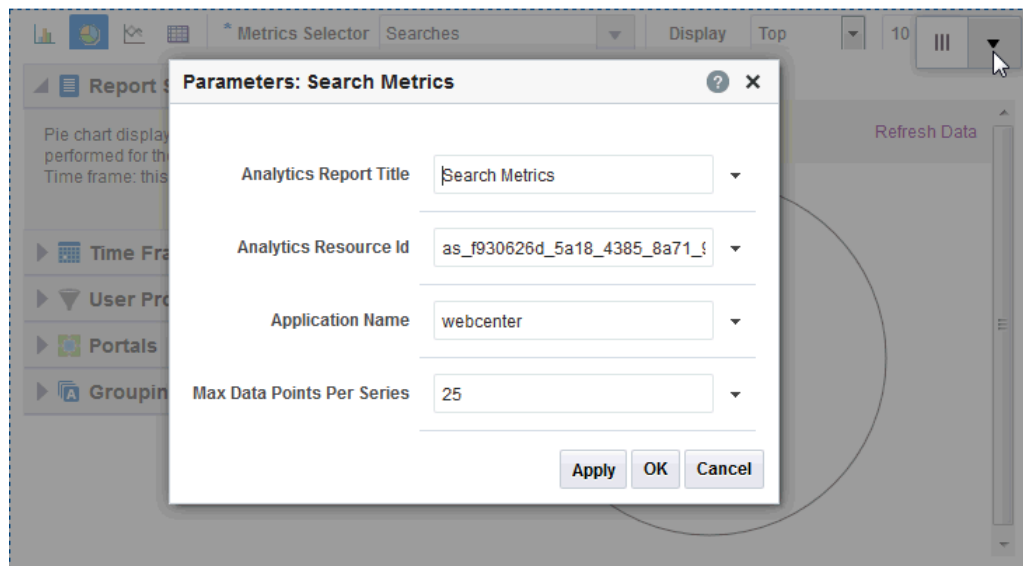 * Metrics Selector Searches Display Top 10
Parameters: Search Metrics
Report
Pie chart display
performed for the
Time frame: this
Refresh Data
Analytics Report Title Search Metrics
Analytics Resource Id as_f930626d_5a18_4385_8a71_
Time Fra
User Pro
Application Name webcenter
Portals
Max Data Points Per Series 25
Groupin
Apply OK Cancel